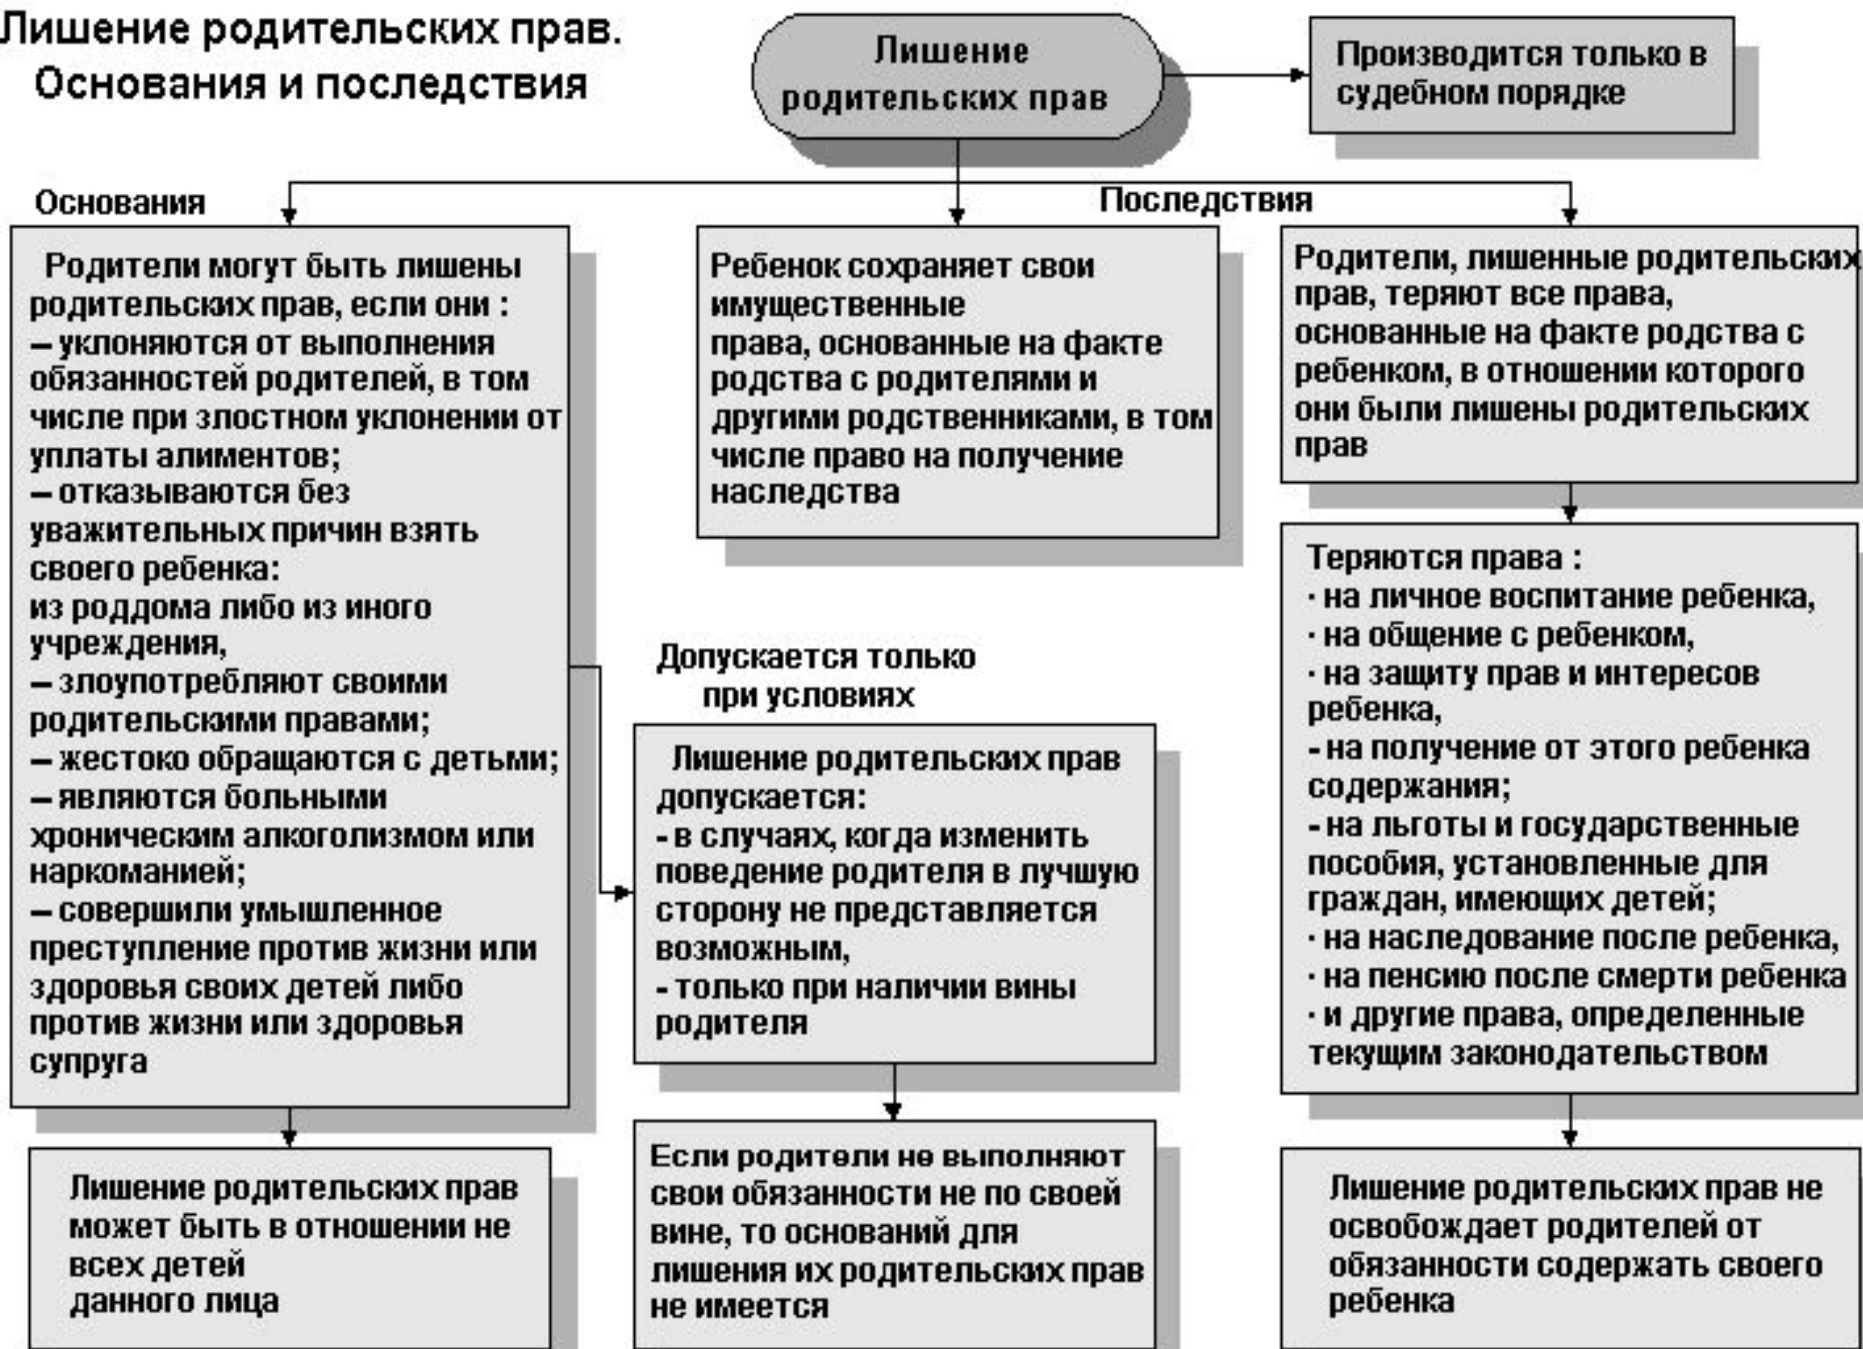 Лишение родительских прав.
Основания и последствия
Лишение
родительских прав
Производится только в
судебном порядке
Основания
Родители могут быть лишены
родительских прав, если они :
– уклоняются от выполнения
обязанностей родителей, в том
числе при злостном уклонении от
уплаты алиментов;
– отказываются без
уважительных причин взять
своего ребенка:
из роддома либо из иного
учреждения,
– злоупотребляют своими
родительскими правами;
– жестоко обращаются с детьми;
– являются больными
хроническим алкоголизмом или
наркоманией;
– совершили умышленное
преступление против жизни или
здоровья своих детей либо
против жизни или здоровья
супруга
Лишение родительских прав
может быть в отношении не
всех детей
данного лица
Последствия
Ребенок сохраняет свои
имущественные
права, основанные на факте
родства с родителями и
другими родственниками, в том
числе право на получение
наследства
Допускается только
при условиях
Лишение родительских прав
допускается:
- в случаях, когда изменить
поведение родителя в лучшую
сторону не представляется
возможным,
- только при наличии вины
родителя
Если родители не выполняют
свои обязанности не по своей
вине, то оснований для
лишения их родительских прав
не имеется
Родители, лишенные родительских
прав, теряют все права,
основанные на факте родства с
ребенком, в отношении которого
они были лишены родительских
прав
Теряются права :
· на личное воспитание ребенка,
· на общение с ребенком,
· на защиту прав и интересов
ребенка,
- на получение от этого ребенка
содержания;
- на льготы и государственные
пособия, установленные для
граждан, имеющих детей;
· на наследование после ребенка,
· на пенсию после смерти ребенка
· и другие права, определенные
текущим законодательством
Лишение родительских прав не
освобождает родителей от
обязанности содержать своего
ребенка